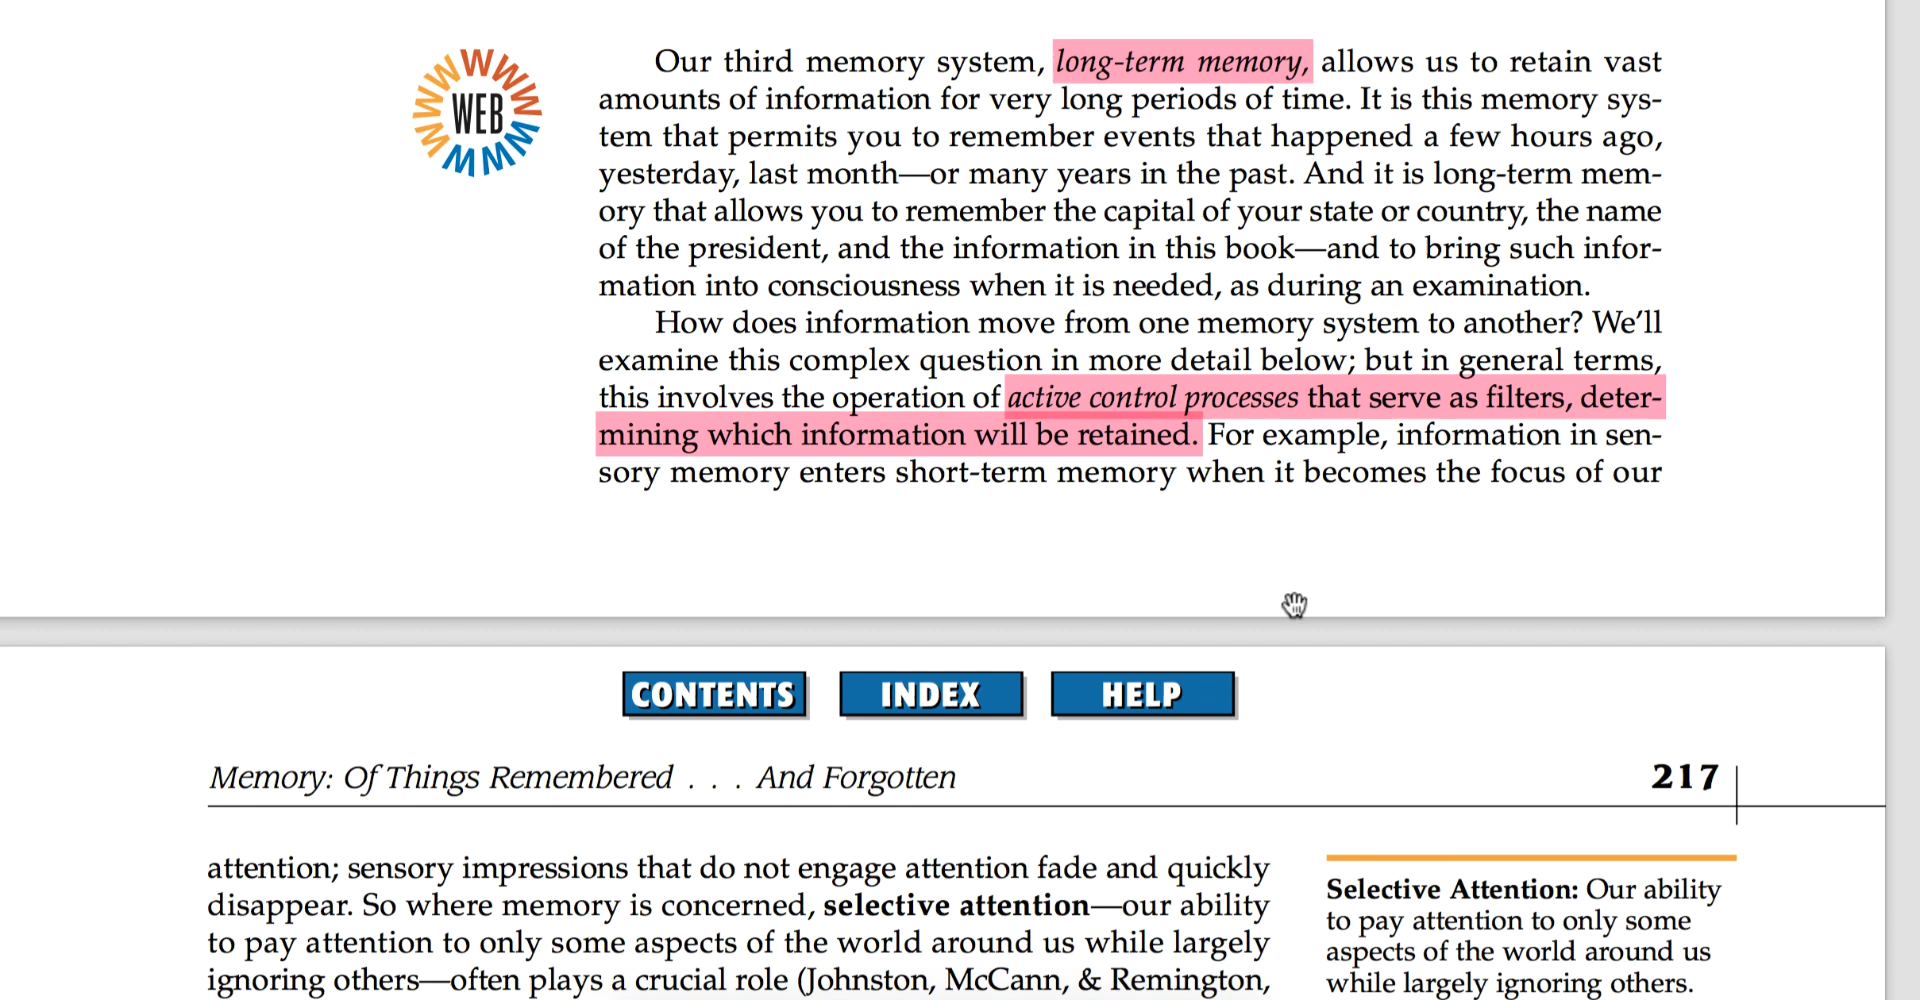 WWWWWWWWWWWW
WEB
Our third memory system, long-term memory, allows us to retain vast
amounts of information for very long periods of time. It is this memory sys-
tem that permits you to remember events that happened a few hours ago,
yesterday, last month—or many years in the past. And it is long-term mem-
ory that allows you to remember the capital of your state or country, the name
of the president, and the information in this book—and to bring such infor-
mation into consciousness when it is needed, as during an examination.
How does information move from one memory system to another? We’ll
examine this complex question in more detail below; but in general terms,
this involves the operation of active control processes that serve as filters, deter-
mining which information will be retained. For example, information in sen-
sory memory enters short-term memory when it becomes the focus of our
CONTENTS INDEX HELP
Memory: Of Things Remembered . . . And Forgotten 217
attention; sensory impressions that do not engage attention fade and quickly
disappear. So where memory is concerned, selective attention—our ability
to pay attention to only some aspects of the world around us while largely
ignoring others—often plays a crucial role (Johnston, McCann, & Remington,
Selective Attention: Our ability
to pay attention to only some
aspects of the world around us
while largely ignoring others.